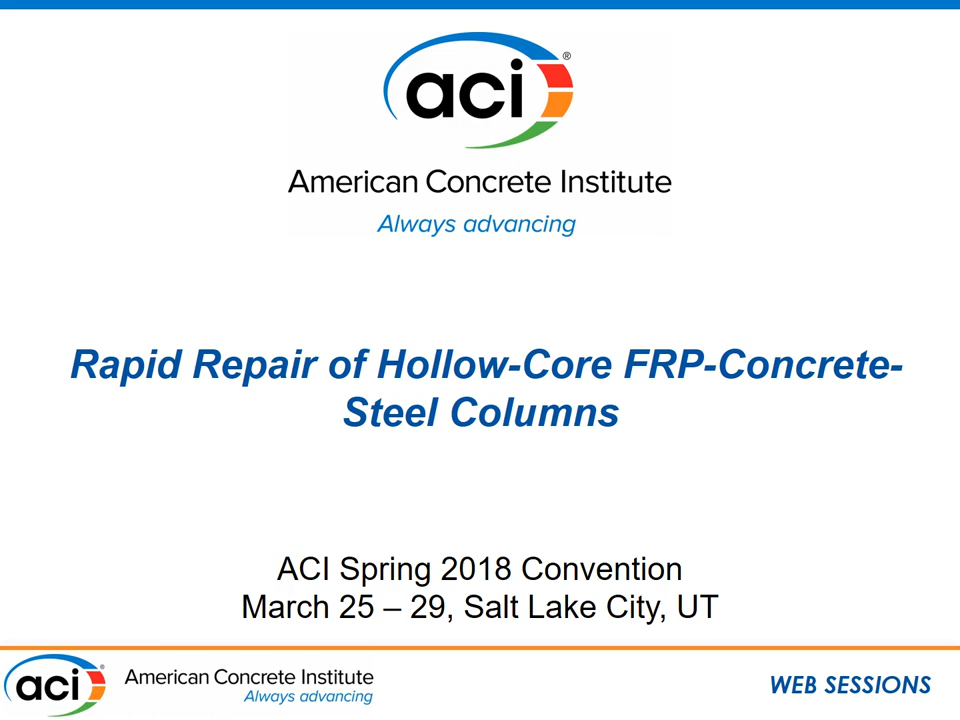 aci®
American Concrete Institute
Always advancing
Rapid Repair of Hollow-Core FRP-Concrete-
Steel Columns
ACI Spring 2018 Convention
March 25 – 29, Salt Lake City, UT
aci®
American Concrete Institute
Always advancing
WEB SESSIONS